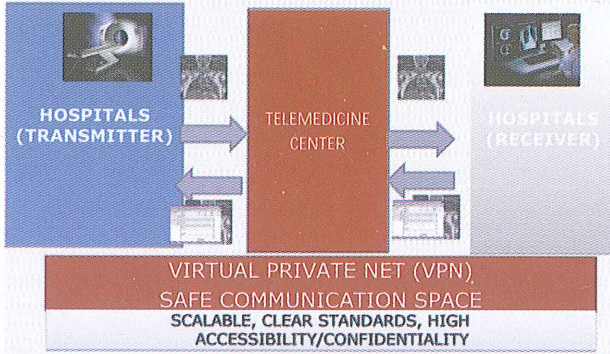 HOSPITALS
(TRANSMITTER)
TELEMEDICINE
CENTER
HOSPITALS
(RECEIVER)
VIRTUAL PRIVATE NET (VPN)
SAFE COMMUNICATION SPACE
SCALABLE, CLEAR STANDARDS, HIGH
ACCESSIBILITY/CONFIDENTIALITY